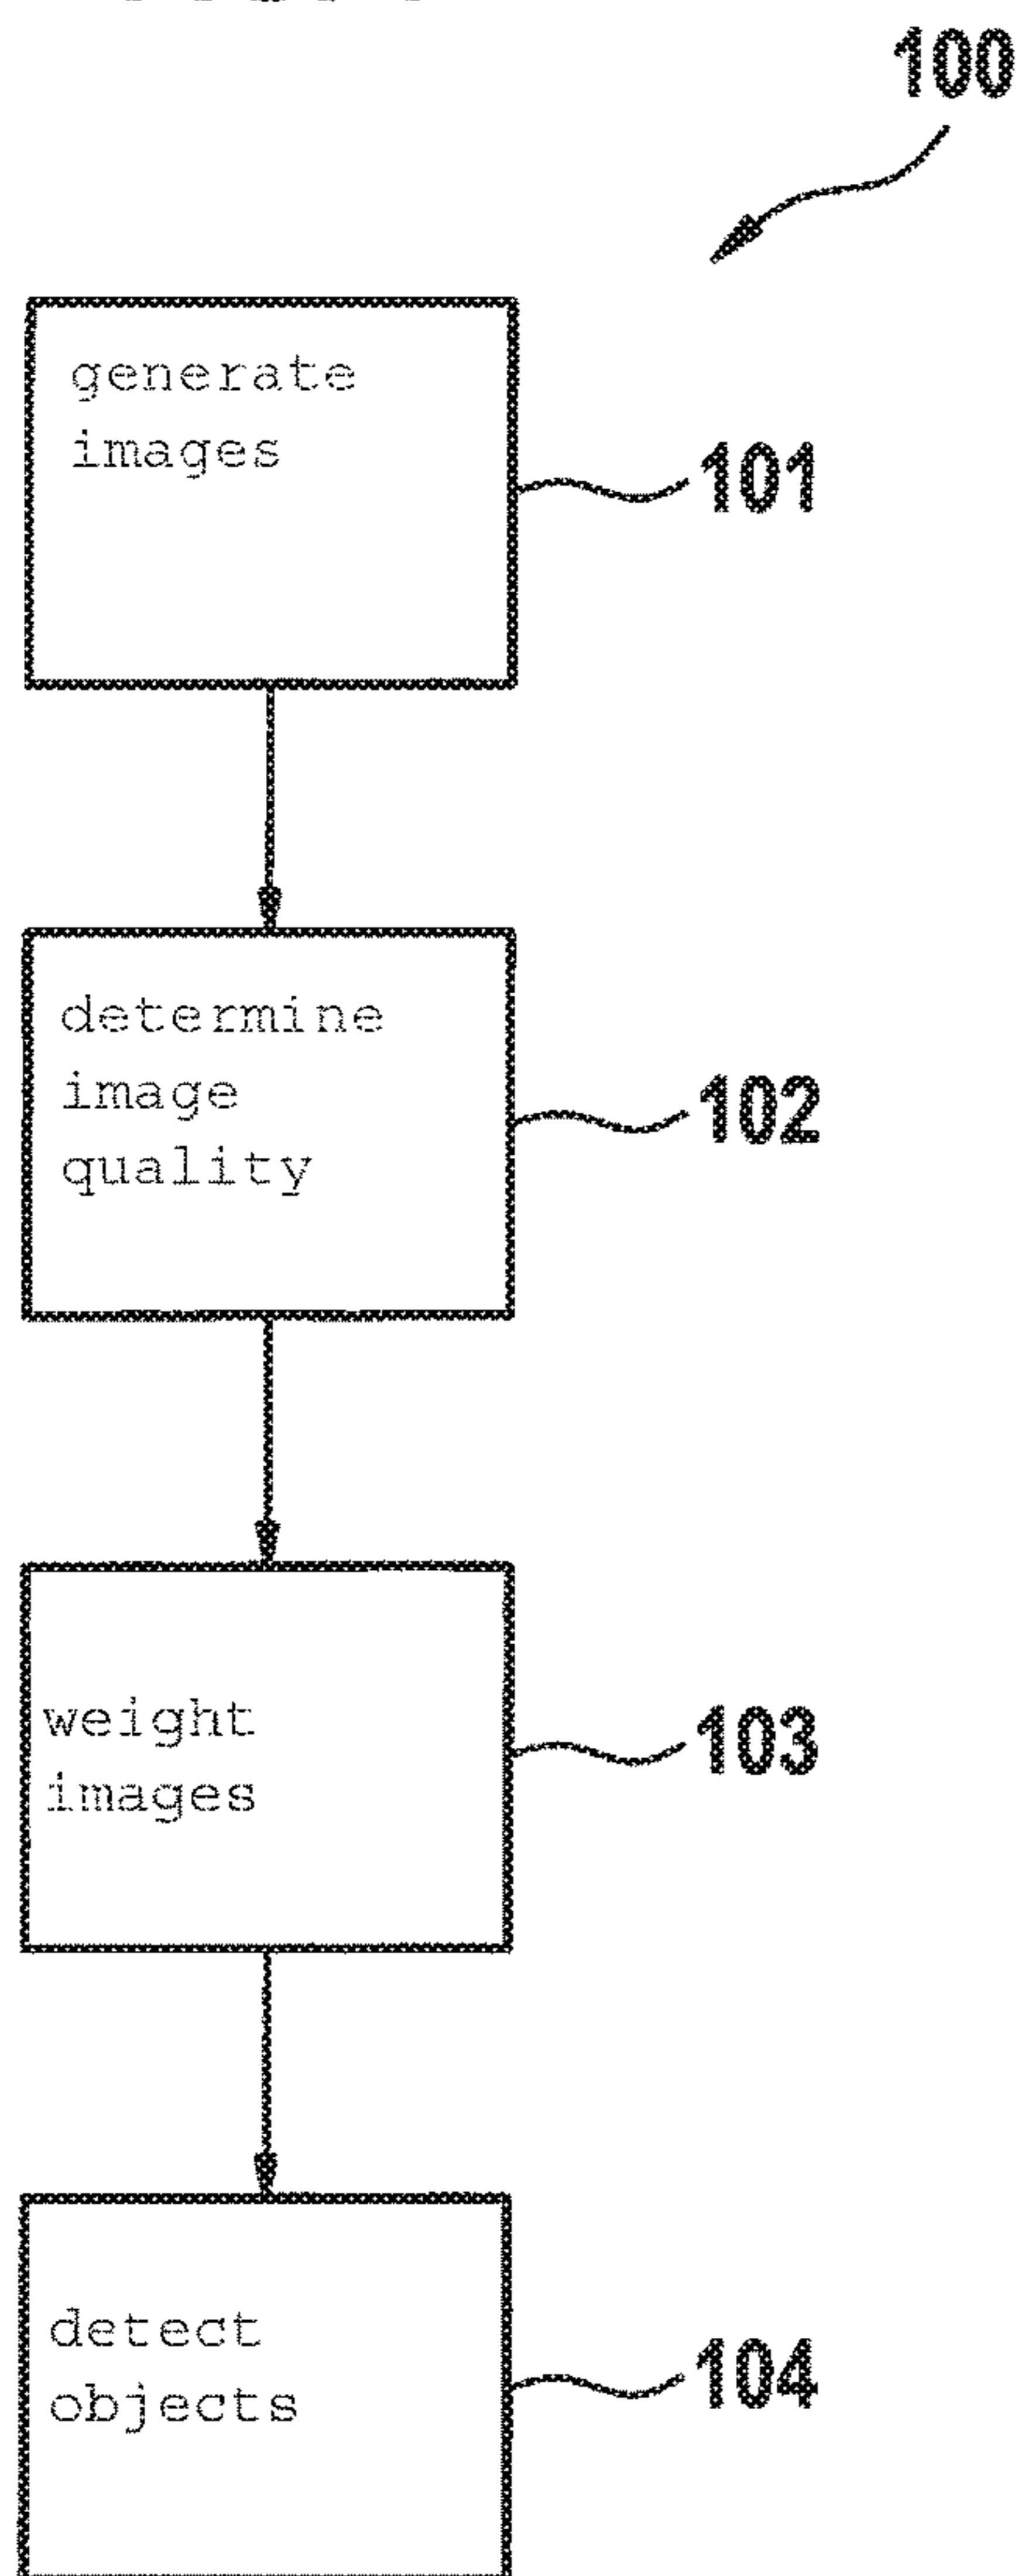 100
generate
images
101
determine
image
quality
102
weight
images
103
detect
objects
104